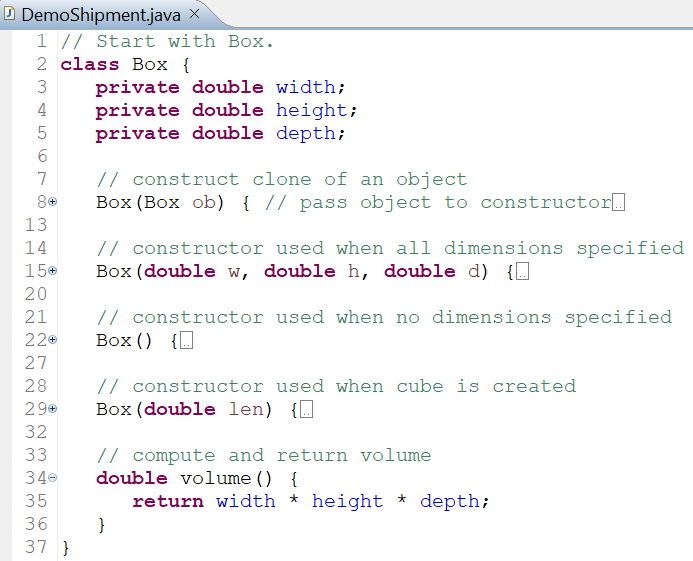 DemoShipment.java
1 // Start with Box.
2 class Box {
3 private double width;
4 private double height;
5 private double depth;
6
7 // construct clone of an object
8 Box(Box ob) { // pass object to constructor
13
14 // constructor used when all dimensions specified
15 Box(double w, double h, double d) {
20
21 // constructor used when no dimensions specified
22 Box() {
27
28 // constructor used when cube is created
29 Box(double len) {
32
33 // compute and return volume
34 double volume() {
35 return width * height * depth;
36 }
37 }